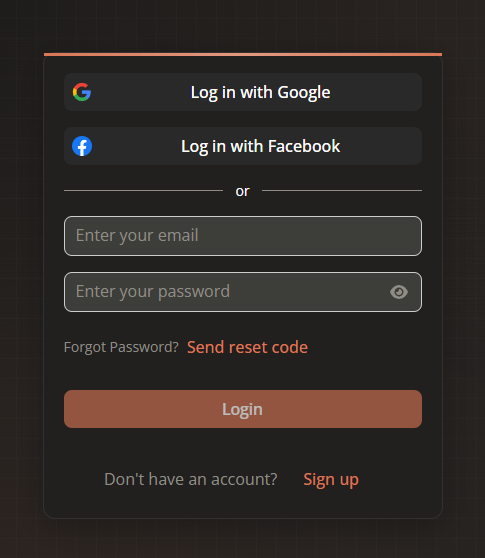 Log in with Google
Log in with Facebook
or
Enter your email
Enter your password
Forgot Password? Send reset code
Login
Don't have an account? Sign up